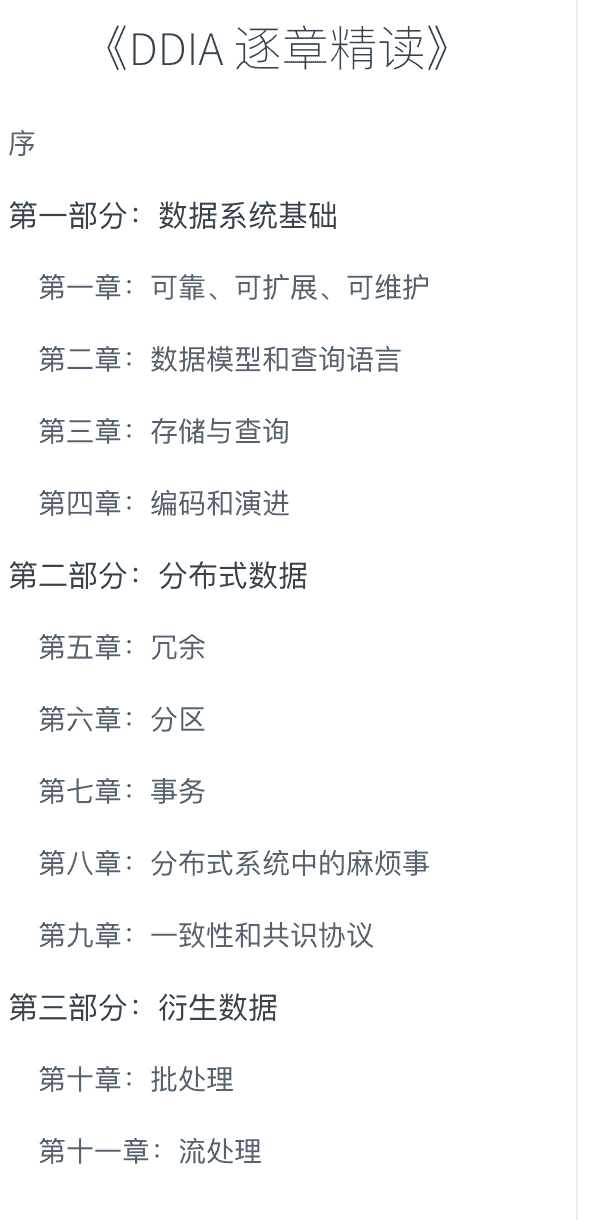 《DDIA 逐章精读》
序
第一部分：数据系统基础
第一章：可靠、可扩展、可维护
第二章：数据模型和查询语言
第三章：存储与查询
第四章：编码和演进
第二部分：分布式数据
第五章：冗余
第六章：分区
第七章：事务
第八章：分布式系统中的麻烦事
第九章：一致性和共识协议
第三部分：衍生数据
第十章：批处理
第十一章：流处理